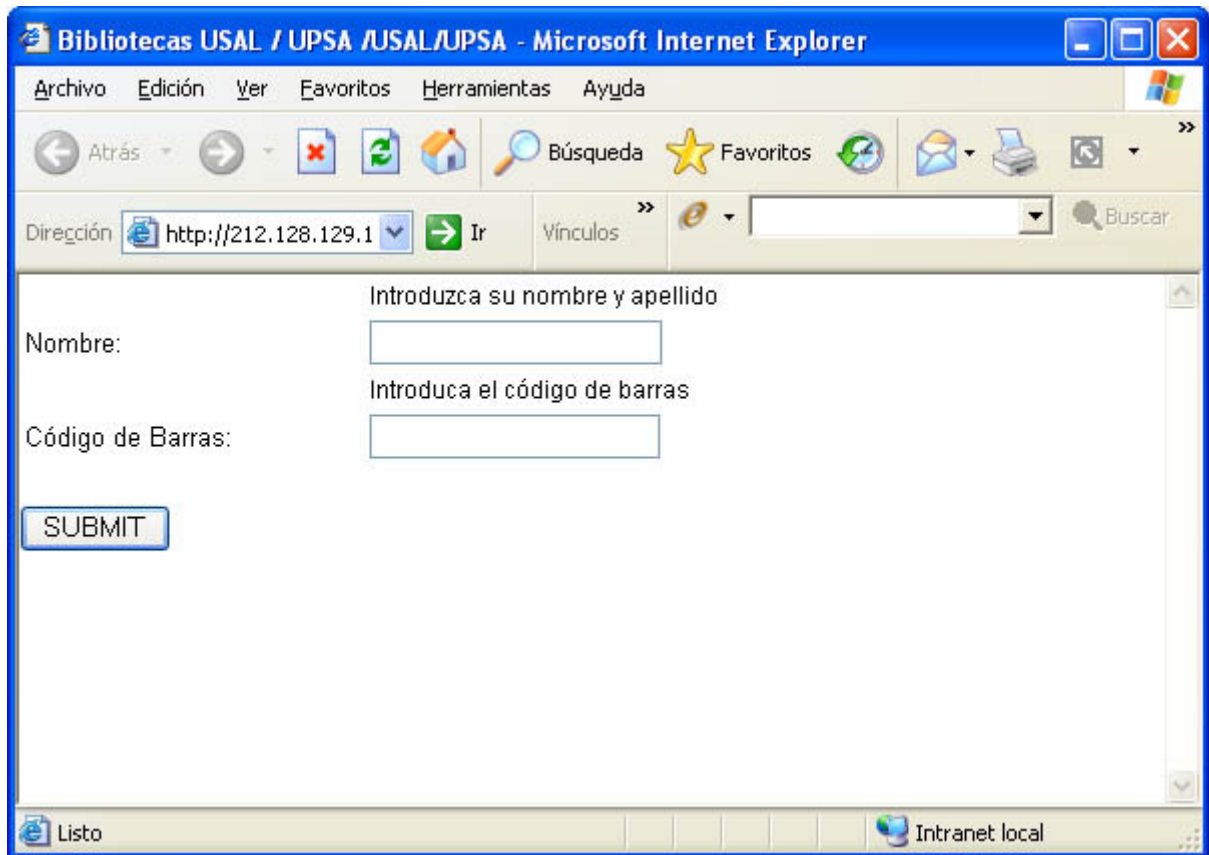 Bibliotecas USAL / UPSA /USAL/UPSA - Microsoft Internet Explorer
Archivo Edición Ver Favoritos Herramientas Ayuda
Atrás Búsqueda Favoritos »
Dirección http://212.128.129.1 Ir Vínculos » Buscar
Introduzca su nombre y apellido
Nombre:
Introduca el código de barras
Código de Barras:
SUBMIT
Listo Intranet local